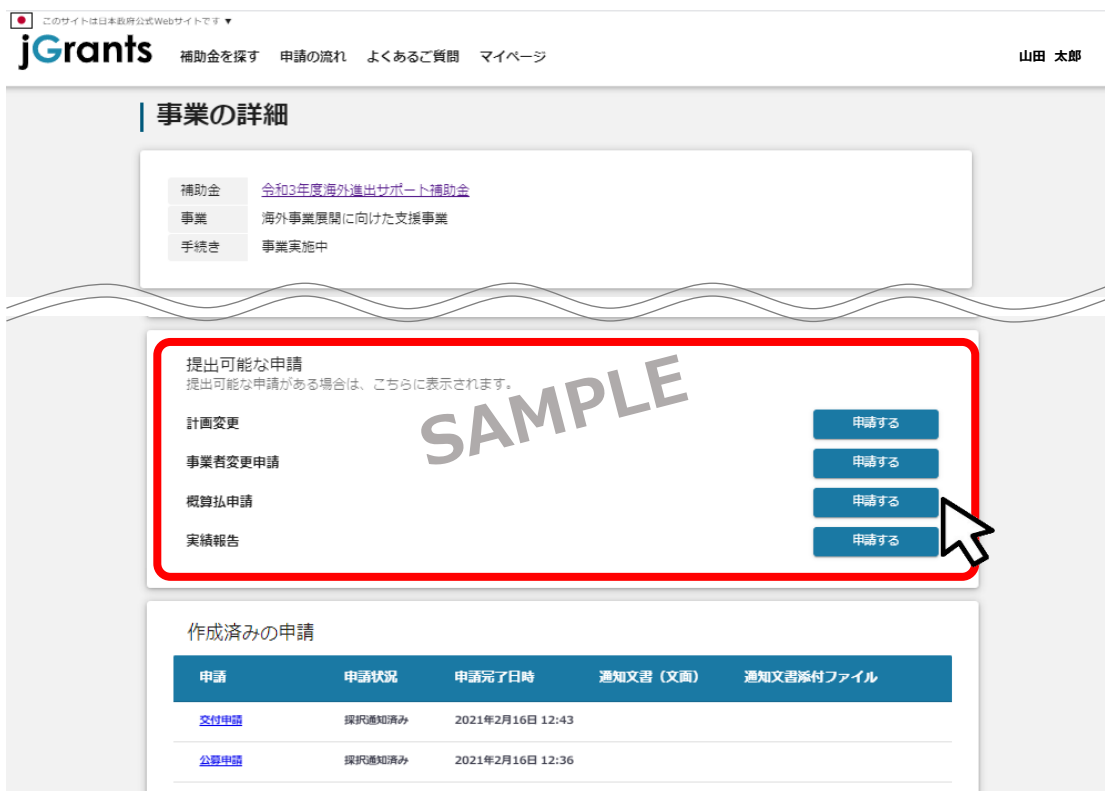 このサイトは日本政府公式Webサイトです ▼
jGrants 補助金を探す 申請の流れ よくあるご質問 マイページ 山田 太郎
事業の詳細
補助金 令和3年度海外進出サポート補助金
事業 海外事業展開に向けた支援事業
手続き 事業実施中
提出可能な申請
提出可能な申請がある場合は、こちらに表示されます。
SAMPLE
計画変更 申請する
事業者変更申請 申請する
概算払申請 申請する
実績報告 申請する
作成済みの申請
申請 申請状況 申請完了日時 通知文書（文面） 通知文書添付ファイル
交付申請 採択通知済み 2021年2月16日 12:43
公募申請 採択通知済み 2021年2月16日 12:36